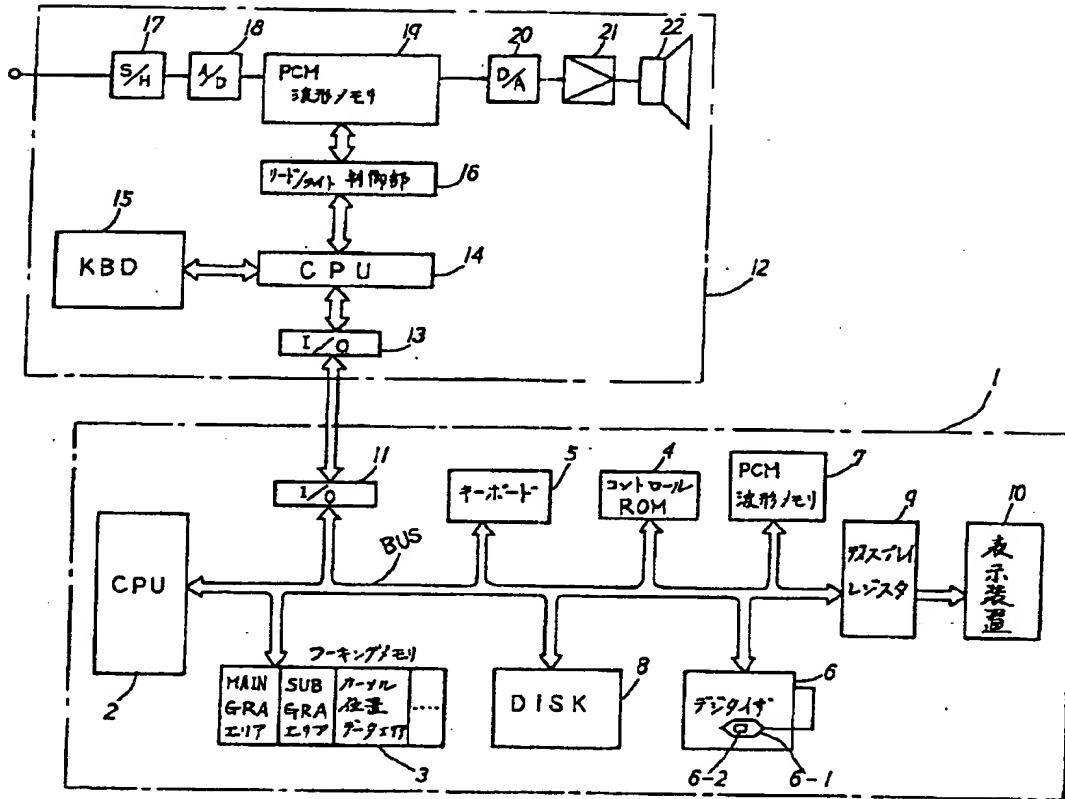 17
18
19
20
21
22
S/H
A/D
PCM
波形メモリ
D/A
リード/ライト 制御部
16
15
KBD
CPU
14
12
I/O
13
1
11
I/O
5
キーボード
4
コントロール
ROM
7
PCM
波形メモリ
9
ディスプレイ
レジスタ
10
表示装置
BUS
CPU
2
ワーキングメモリ
MAIN
GRA
エリア
SUB
GRA
エリア
カーソル
位置
データエリア
.....
3
DISK
8
デジタイザ
6
6-2
6-1